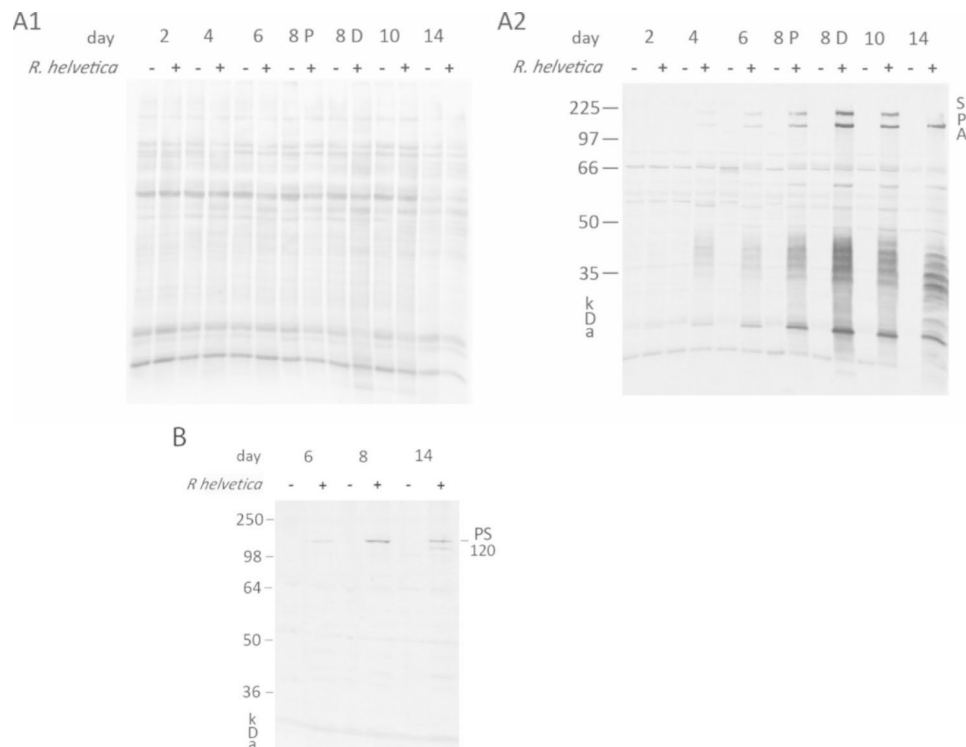 A1
day 2 4 6 8 P 8 D 10 14
R. helvetica - + - + - + - + - + - + - +
A2
day 2 4 6 8 P 8 D 10 14
R. helvetica - + - + - + - + - + - + - +
225
97
66
50
35
k
D
a
S
P
A
B
day 6 8 14
R helvetica - + - + - +
250
98
64
50
36
k
D
a
PS
120